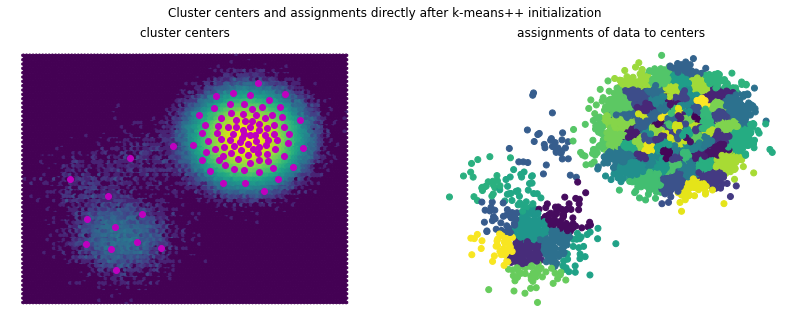 Cluster centers and assignments directly after k-means++ initialization
cluster centers
assignments of data to centers